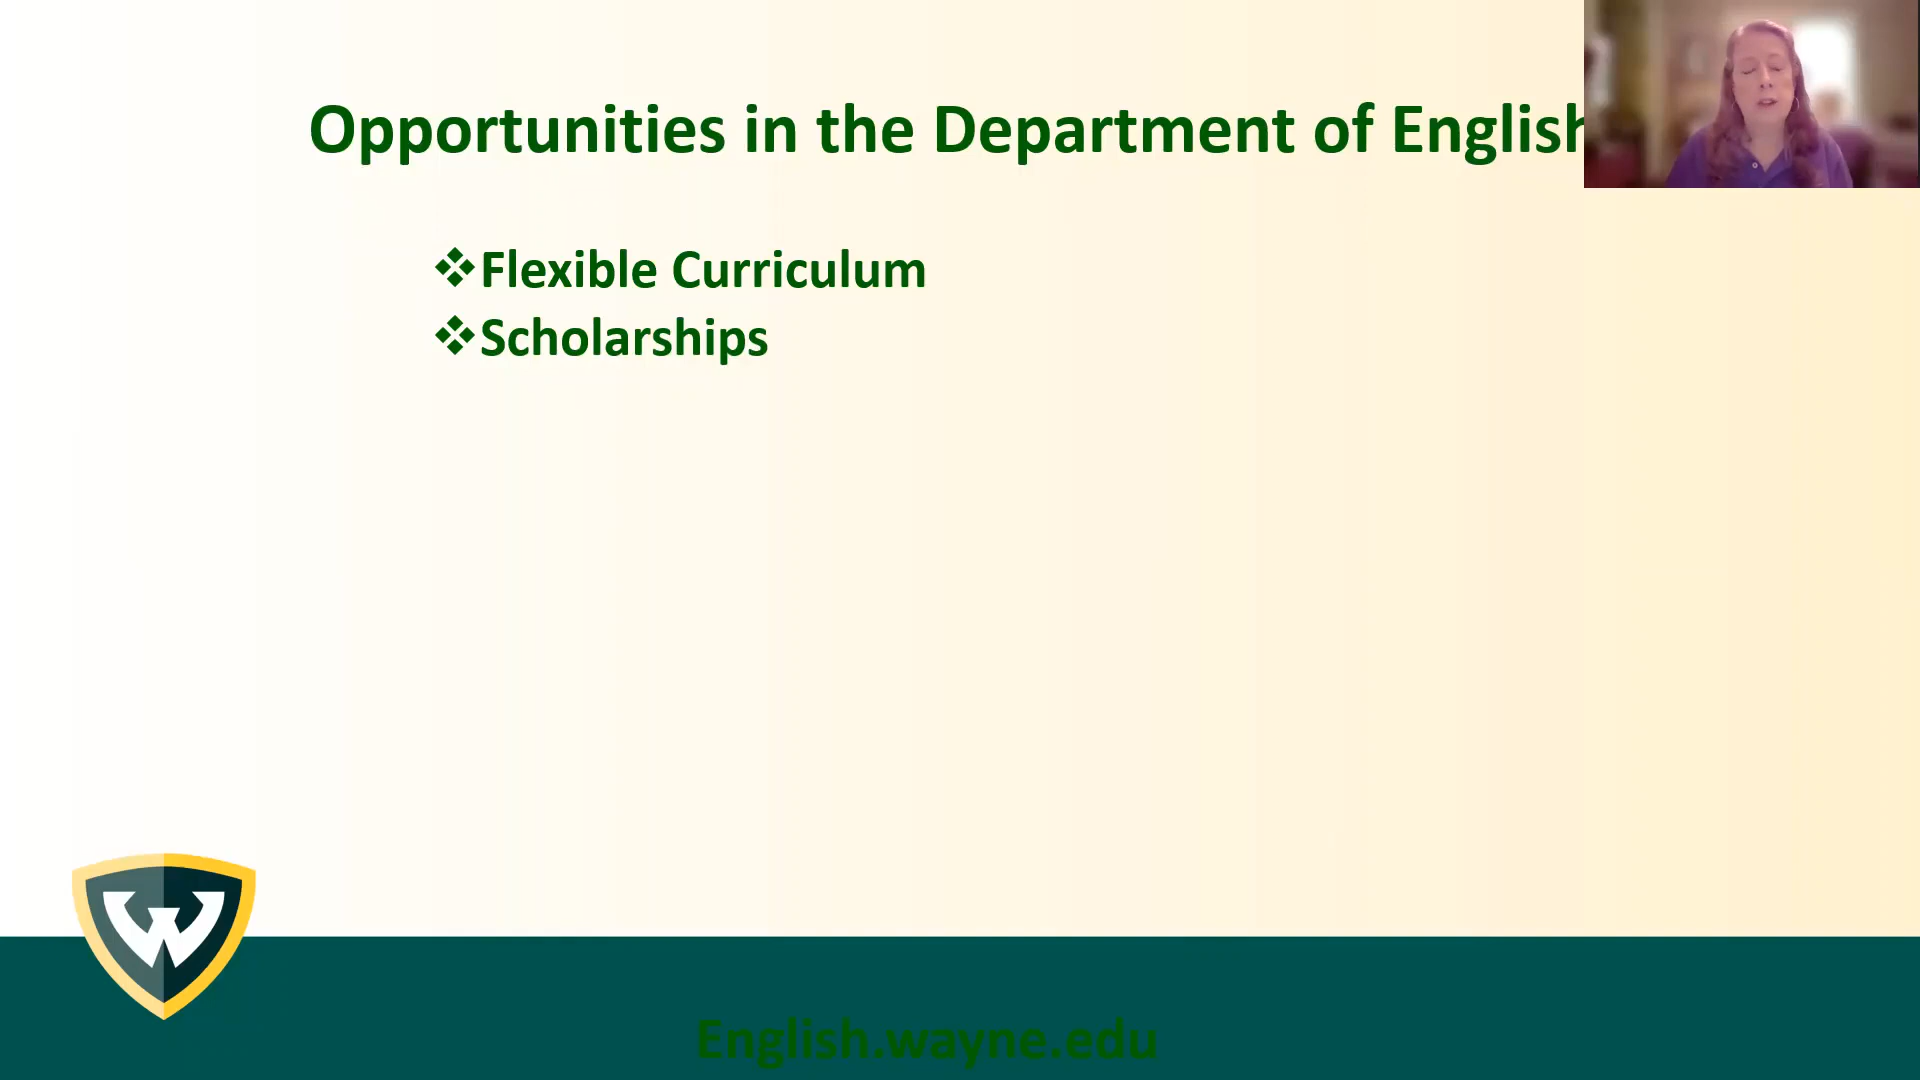 Opportunities in the Department of English
❖Flexible Curriculum
❖Scholarships
W
English.wayne.edu